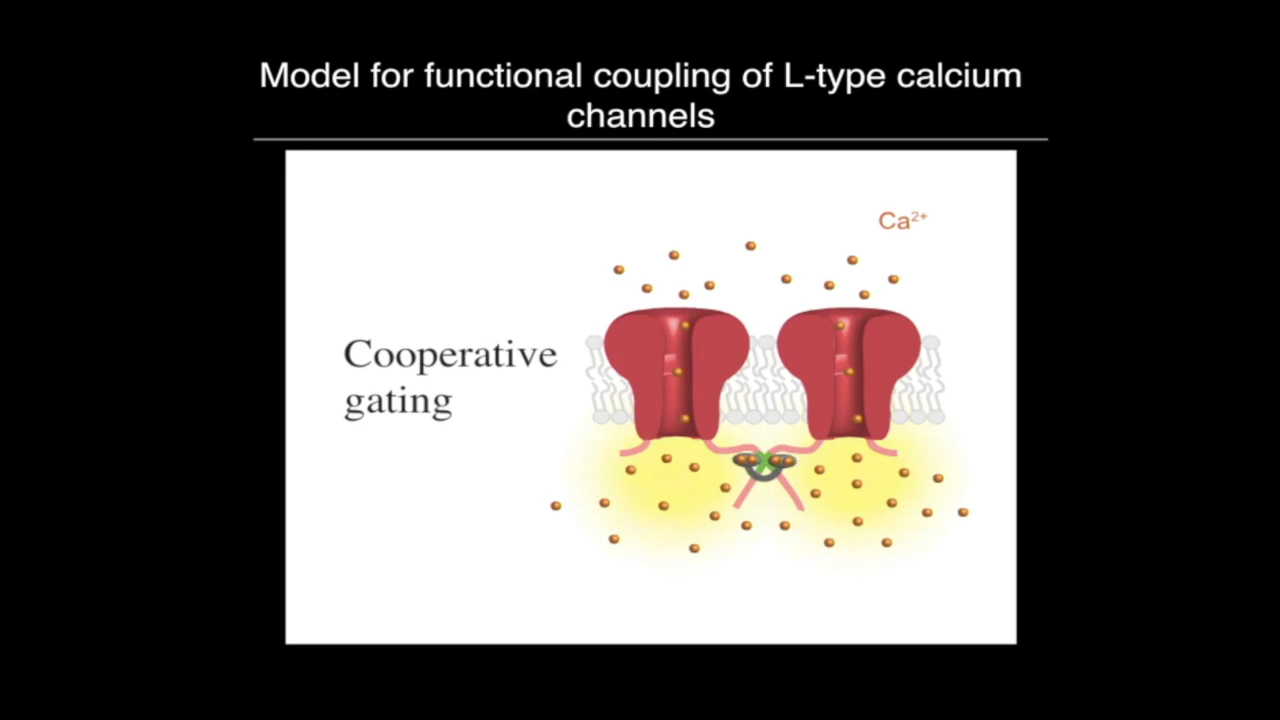 Model for functional coupling of L-type calcium
channels
Ca²⁺
Cooperative
gating